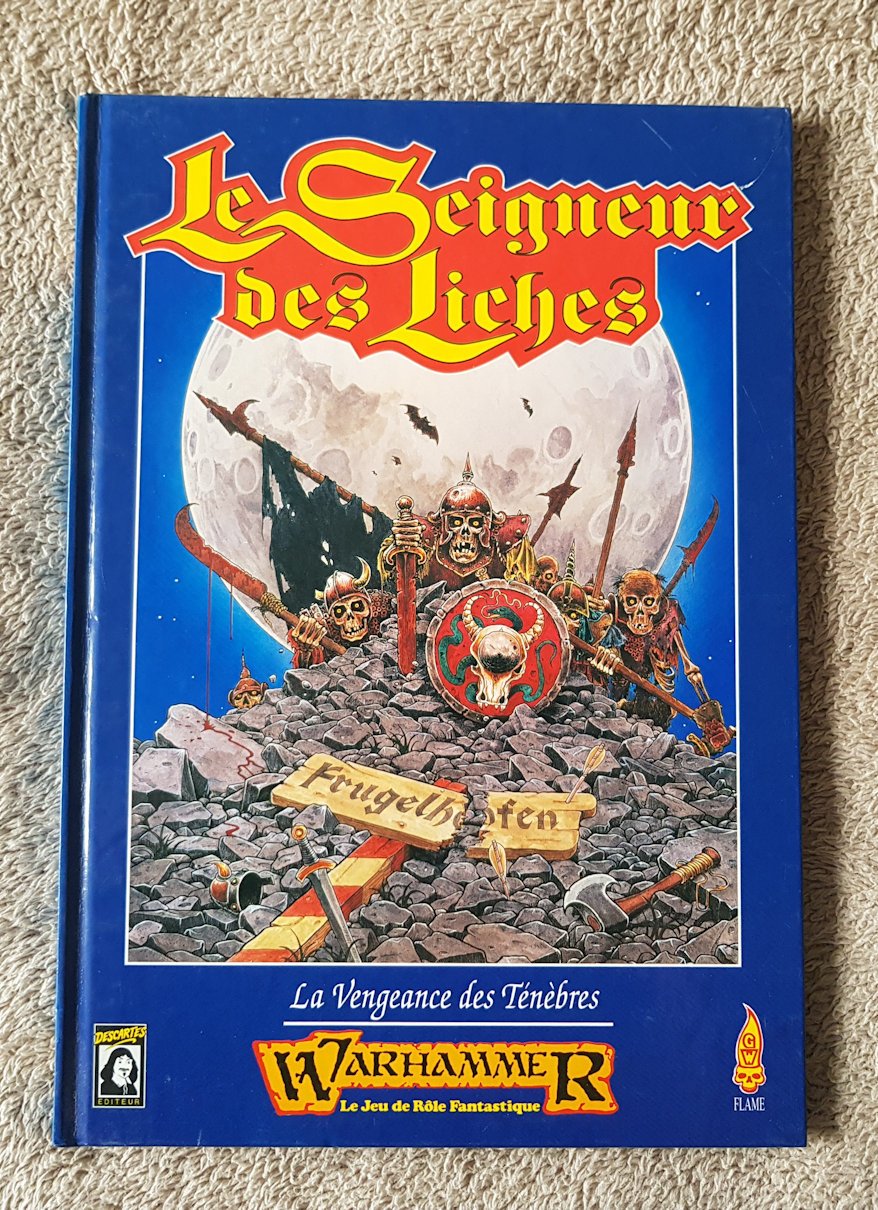 Le Seigneur
des Liches
Frugelhofen
La Vengeance des Ténèbres
DESCARTES
EDITEUR
WARHAMMER
Le Jeu de Rôle Fantastique
GW
FLAME